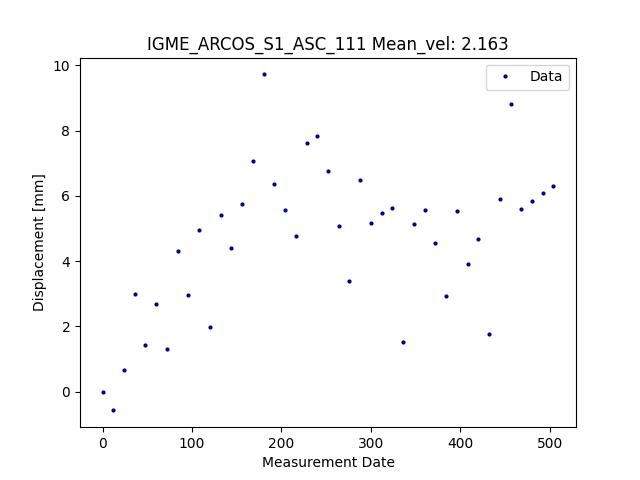 IGME_ARCOS_S1_ASC_111 Mean_vel: 2.163
Data
10
8
6
4
2
0
Displacement [mm]
0 100 200 300 400 500
Measurement Date